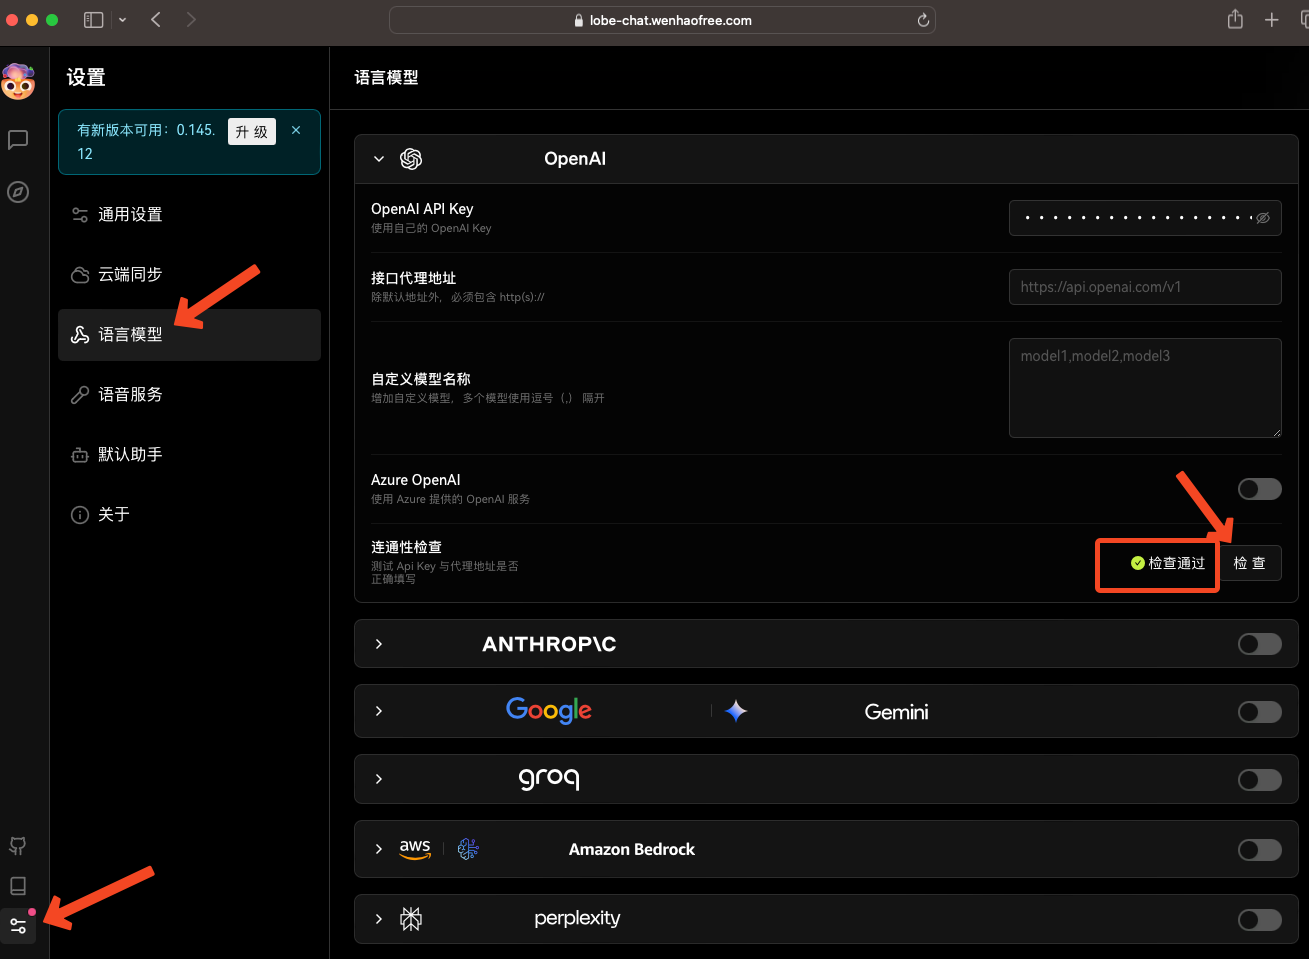 lobe-chat.wenhaofree.com
设置
有新版本可用：0.145.
12
升 级
通用设置
云端同步
语言模型
语音服务
默认助手
关于
语言模型
OpenAI
OpenAI API Key
使用自己的 OpenAI Key
接口代理地址
除默认地址外，必须包含 http(s)://
https://api.openai.com/v1
自定义模型名称
增加自定义模型，多个模型使用逗号（,） 隔开
model1,model2,model3
Azure OpenAI
使用 Azure 提供的 OpenAI 服务
连通性检查
测试 Api Key 与代理地址是否
正确填写
检查通过
检 查
ANTHROP\C
Google
Gemini
groq
aws
Amazon Bedrock
perplexity